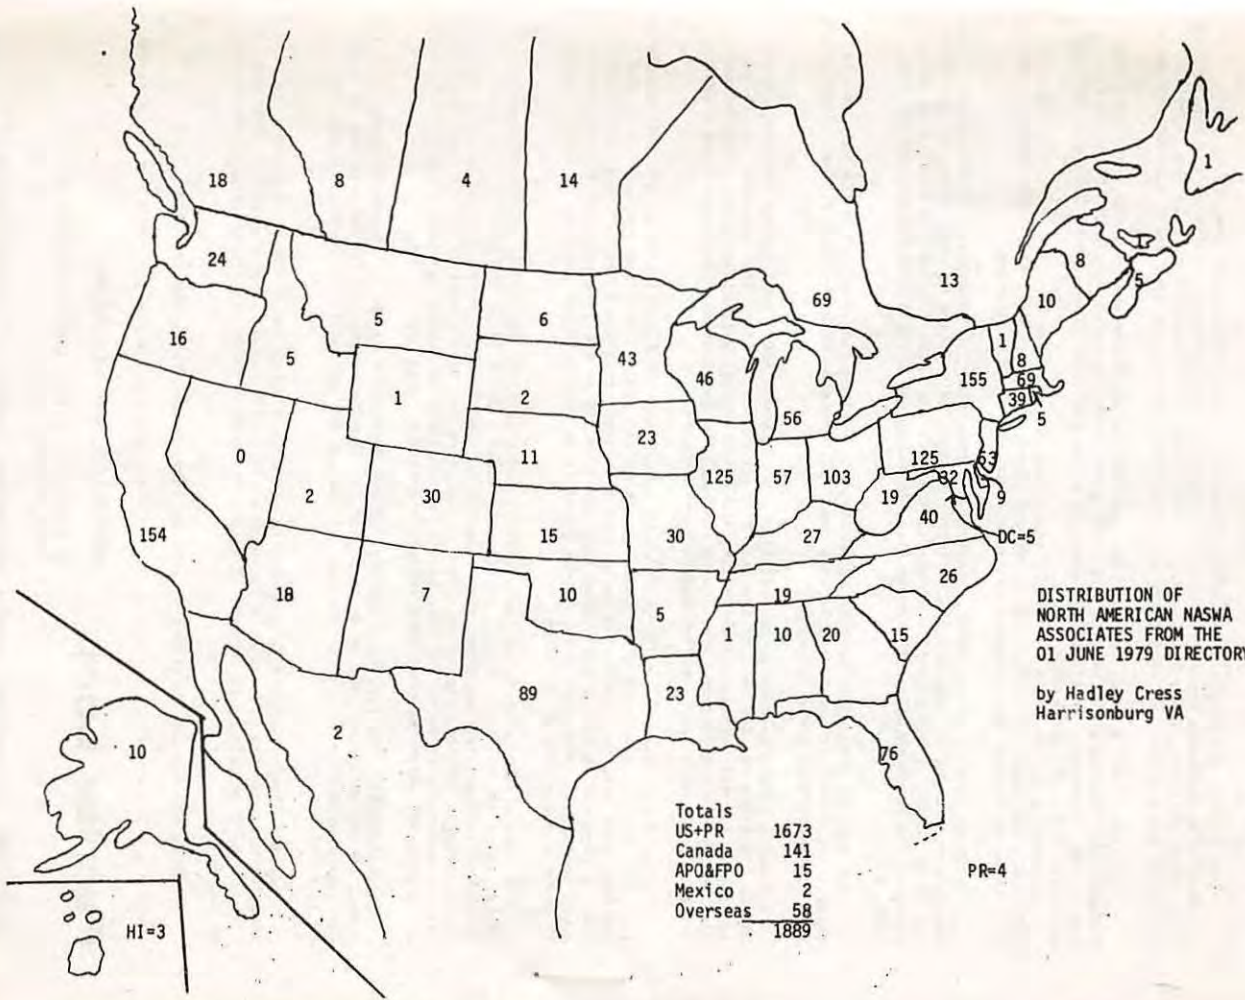 18 8 4 14 1
24 8
5 6 69 13 10 5
16 5 43 1 8
1 2 46 155 69
56 39 5
0 11 23 125 53
2 30 125 57 103 19 32 9
154 15 30 27 40
DC=5
18 7 10 5 19 26
1 10 20 15
DISTRIBUTION OF
NORTH AMERICAN NASWA
ASSOCIATES FROM THE
01 JUNE 1979 DIRECTORY
by Hadley Cress
Harrisonburg VA
89 23
2 76
10
Totals
US+PR 1673
Canada 141
APO&FPO 15
Mexico 2
Overseas 58
1889
PR=4
HI=3